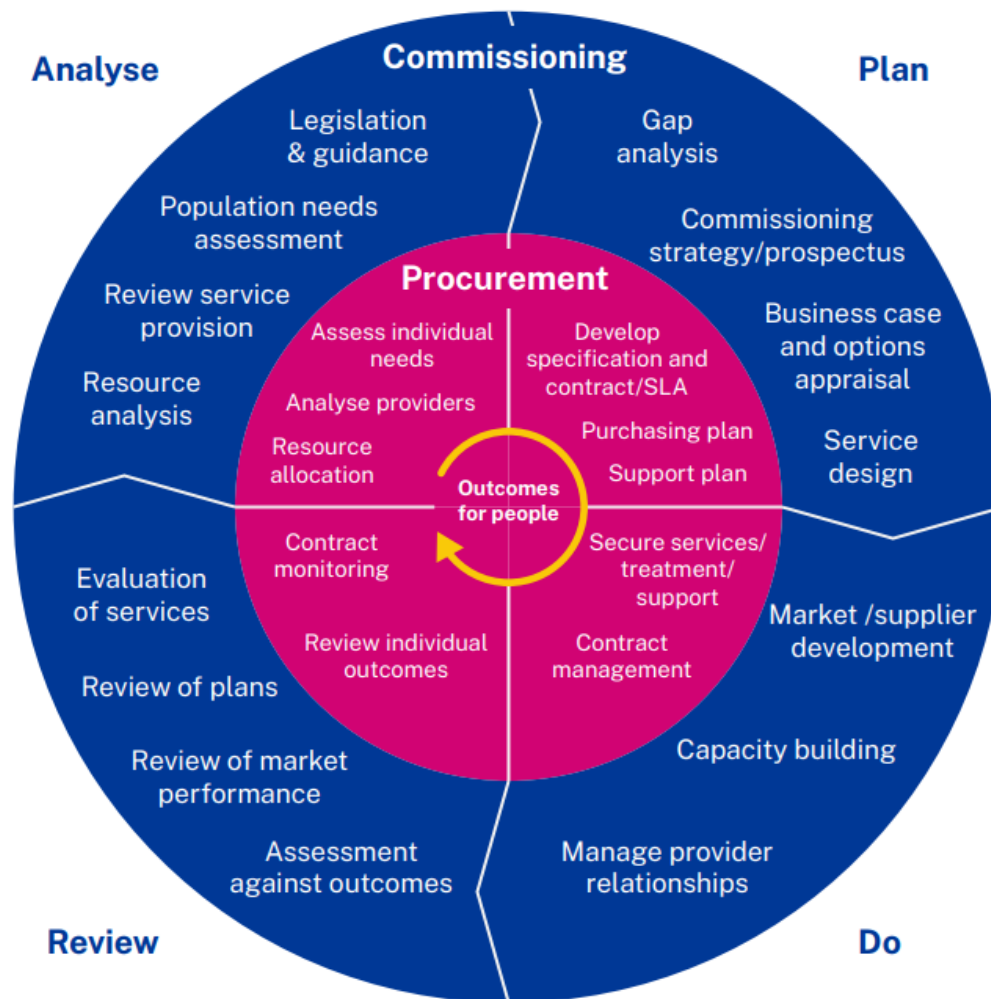 Analyse
Commissioning
Plan
Legislation
& guidance
Population needs
assessment
Review service
provision
Resource
analysis
Gap
analysis
Commissioning
strategy/prospectus
Business case
and options
appraisal
Service
design
Procurement
Assess individual
needs
Analyse providers
Resource
allocation
Develop
specification and
contract/SLA
Purchasing plan
Support plan
Outcomes
for people
Contract
monitoring
Review individual
outcomes
Secure services/
treatment/
support
Contract
management
Evaluation
of services
Review of plans
Review of market
performance
Assessment
against outcomes
Market /supplier
development
Capacity building
Manage provider
relationships
Review
Do